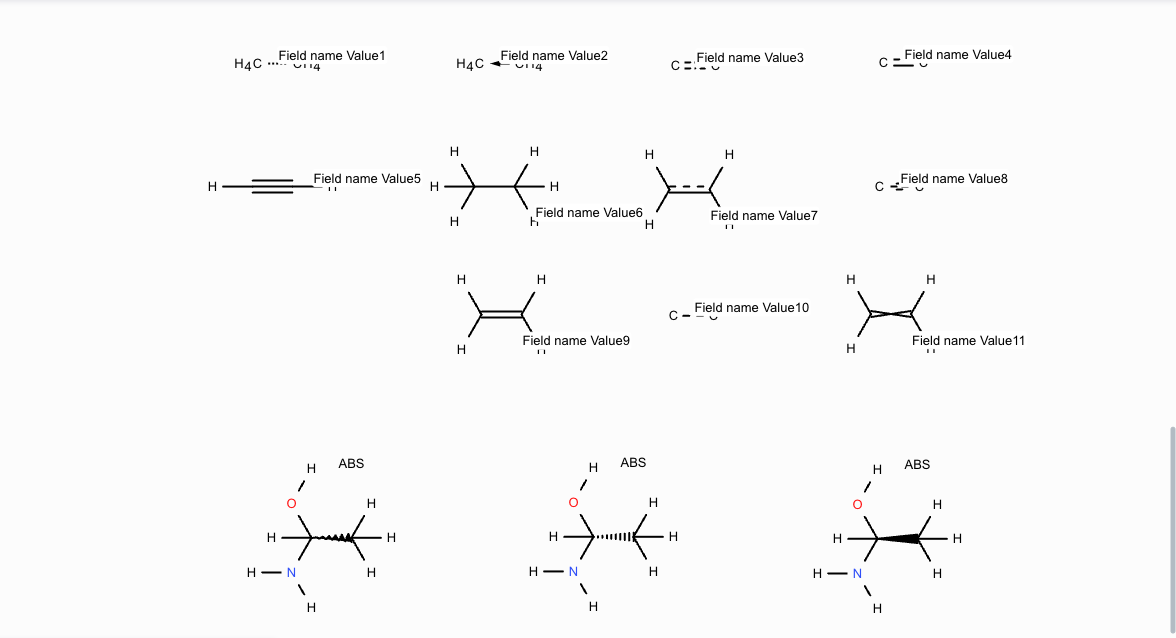 H₄C Field name Value1 H₄C Field name Value2 C Field name Value3 C Field name Value4
H H H H
H Field name Value5 H H Field name Value8
C
H Field name Value6 H Field name Value7
H H H H
C Field name Value10
H Field name Value9 H Field name Value11
H ABS H ABS H ABS
O H O H O H
H H H H H H
H N H H N H H N H
H H H